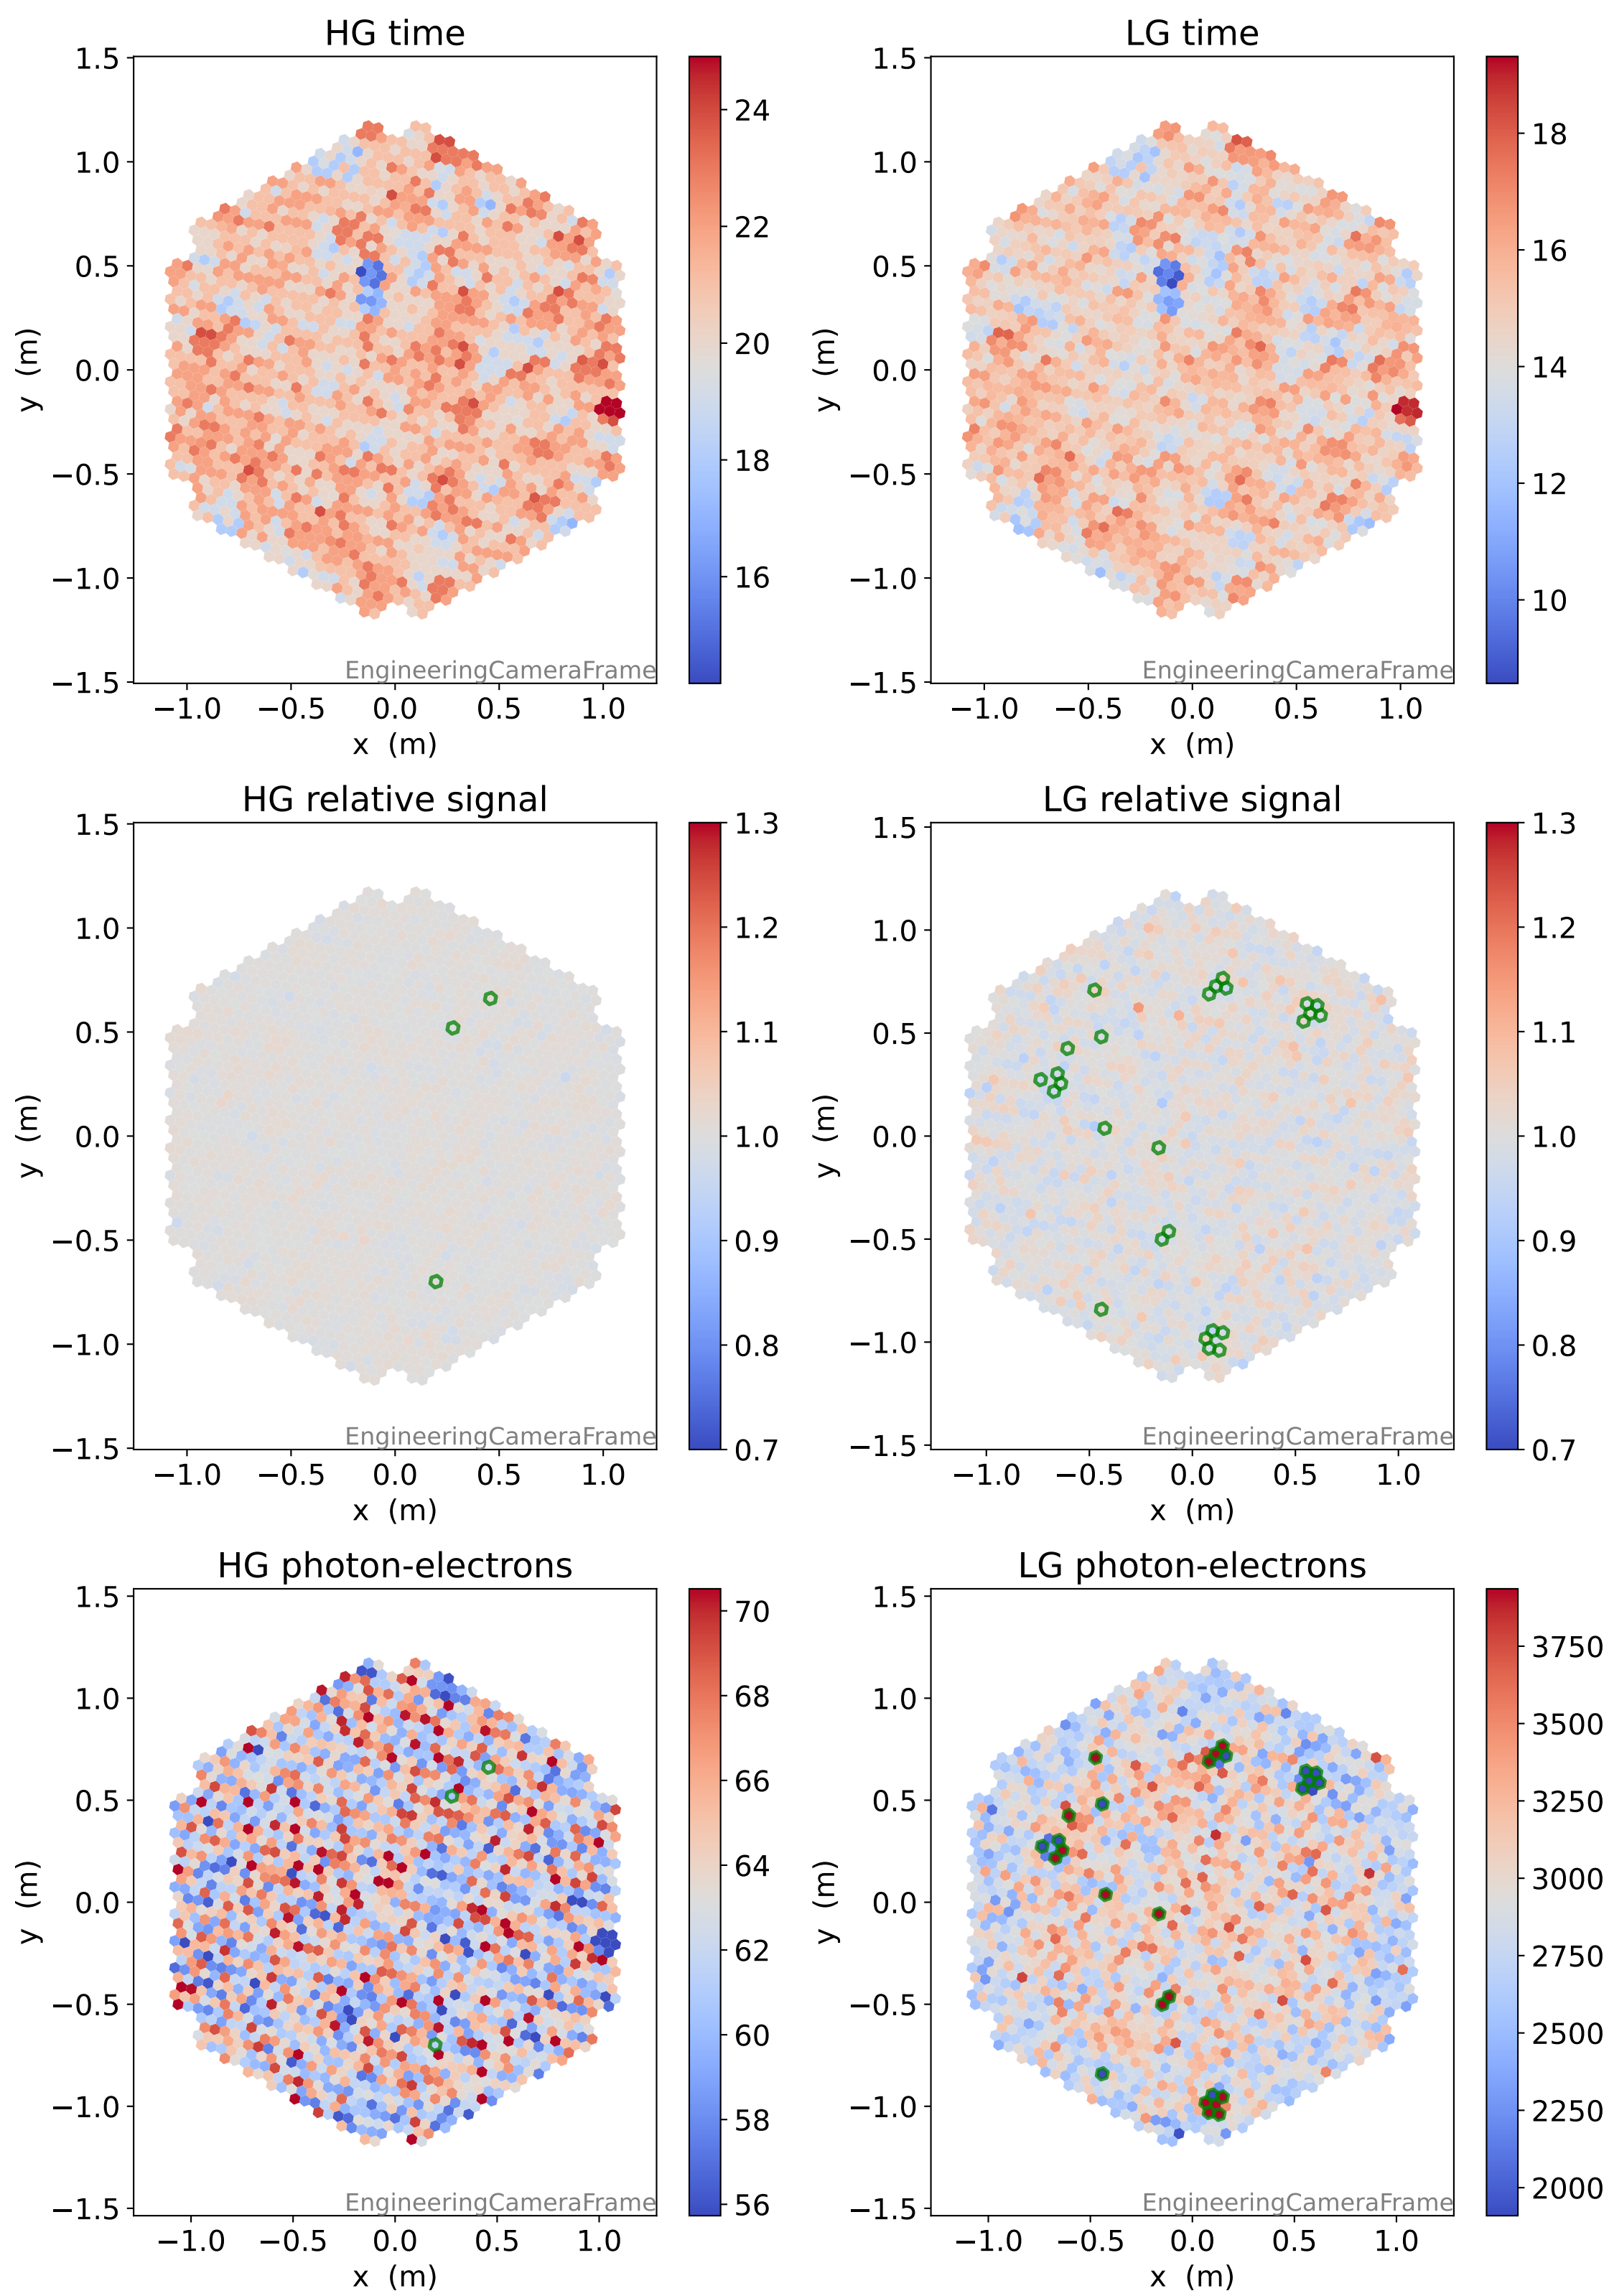 HG time
1.5
1.0
0.5
0.0
−0.5
−1.0
−1.5
y (m)
−1.0 −0.5 0.0 0.5 1.0
x (m)
EngineeringCameraFrame
24
22
20
18
16
LG time
1.5
1.0
0.5
0.0
−0.5
−1.0
−1.5
y (m)
−1.0 −0.5 0.0 0.5 1.0
x (m)
EngineeringCameraFrame
18
16
14
12
10
HG relative signal
1.5
1.0
0.5
0.0
−0.5
−1.0
−1.5
y (m)
−1.0 −0.5 0.0 0.5 1.0
x (m)
EngineeringCameraFrame
1.3
1.2
1.1
1.0
0.9
0.8
0.7
LG relative signal
1.5
1.0
0.5
0.0
−0.5
−1.0
−1.5
y (m)
−1.0 −0.5 0.0 0.5 1.0
x (m)
EngineeringCameraFrame
1.3
1.2
1.1
1.0
0.9
0.8
0.7
HG photon-electrons
1.5
1.0
0.5
0.0
−0.5
−1.0
−1.5
y (m)
−1.0 −0.5 0.0 0.5 1.0
x (m)
EngineeringCameraFrame
70
68
66
64
62
60
58
56
LG photon-electrons
1.5
1.0
0.5
0.0
−0.5
−1.0
−1.5
y (m)
−1.0 −0.5 0.0 0.5 1.0
x (m)
EngineeringCameraFrame
3750
3500
3250
3000
2750
2500
2250
2000